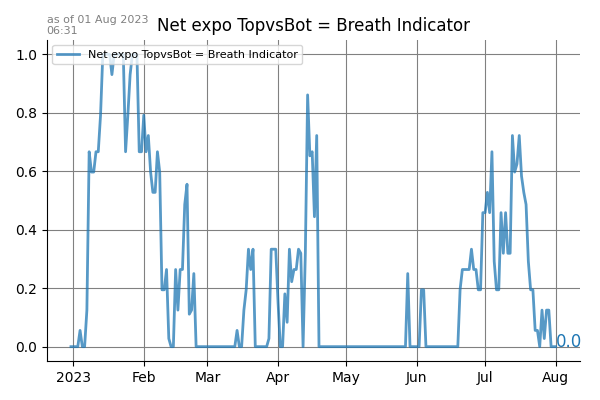 as of 01 Aug 2023
06:31
Net expo TopvsBot = Breath Indicator
Net expo TopvsBot = Breath Indicator
1.0
0.8
0.6
0.4
0.2
0.0
0.0
2023 Feb Mar Apr May Jun Jul Aug